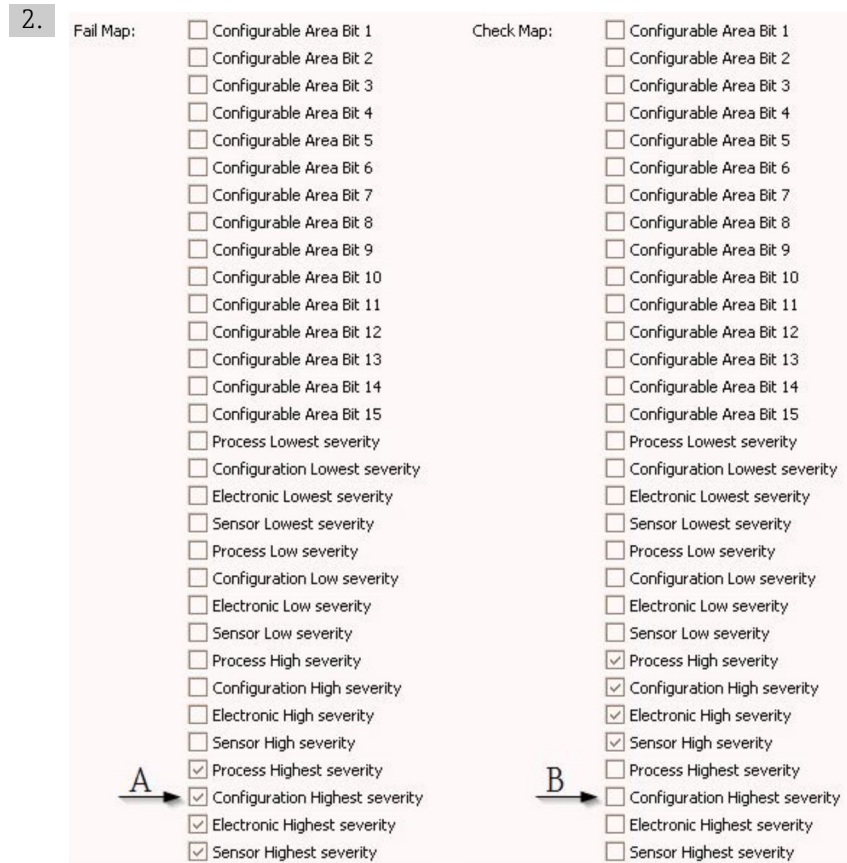 2.
Fail Map: Configurable Area Bit 1 Check Map: Configurable Area Bit 1
Configurable Area Bit 2 Configurable Area Bit 2
Configurable Area Bit 3 Configurable Area Bit 3
Configurable Area Bit 4 Configurable Area Bit 4
Configurable Area Bit 5 Configurable Area Bit 5
Configurable Area Bit 6 Configurable Area Bit 6
Configurable Area Bit 7 Configurable Area Bit 7
Configurable Area Bit 8 Configurable Area Bit 8
Configurable Area Bit 9 Configurable Area Bit 9
Configurable Area Bit 10 Configurable Area Bit 10
Configurable Area Bit 11 Configurable Area Bit 11
Configurable Area Bit 12 Configurable Area Bit 12
Configurable Area Bit 13 Configurable Area Bit 13
Configurable Area Bit 14 Configurable Area Bit 14
Configurable Area Bit 15 Configurable Area Bit 15
Process Lowest severity Process Lowest severity
Configuration Lowest severity Configuration Lowest severity
Electronic Lowest severity Electronic Lowest severity
Sensor Lowest severity Sensor Lowest severity
Process Low severity Process Low severity
Configuration Low severity Configuration Low severity
Electronic Low severity Electronic Low severity
Sensor Low severity Sensor Low severity
Process High severity Process High severity
Configuration High severity Configuration High severity
Electronic High severity Electronic High severity
Sensor High severity Sensor High severity
Process Highest severity Process Highest severity
A Configuration Highest severity B Configuration Highest severity
Electronic Highest severity Electronic Highest severity
Sensor Highest severity Sensor Highest severity